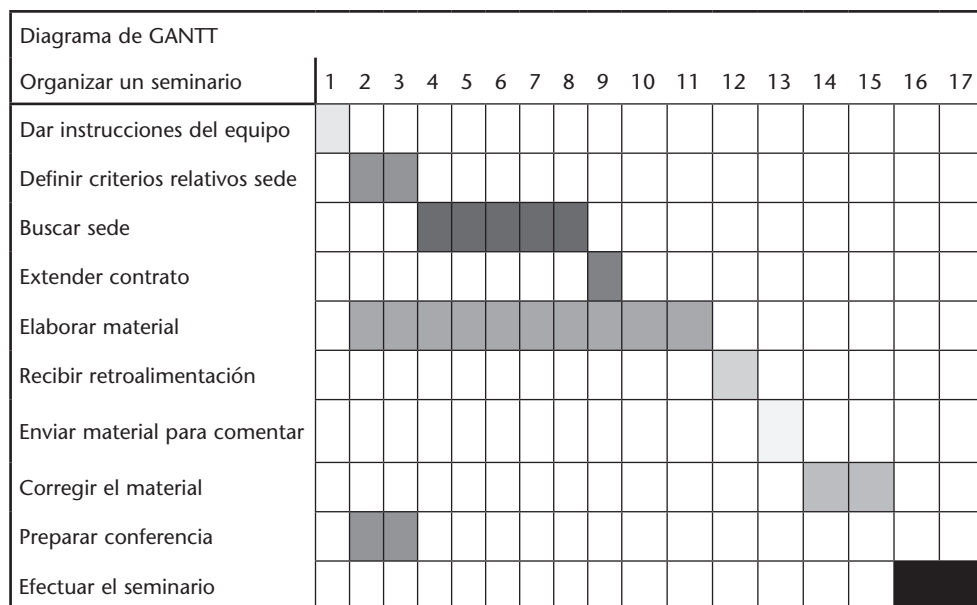 Diagrama de GANTT
Organizar un seminario 1 2 3 4 5 6 7 8 9 10 11 12 13 14 15 16 17
Dar instrucciones del equipo
Definir criterios relativos sede
Buscar sede
Extender contrato
Elaborar material
Recibir retroalimentación
Enviar material para comentar
Corregir el material
Preparar conferencia
Efectuar el seminario